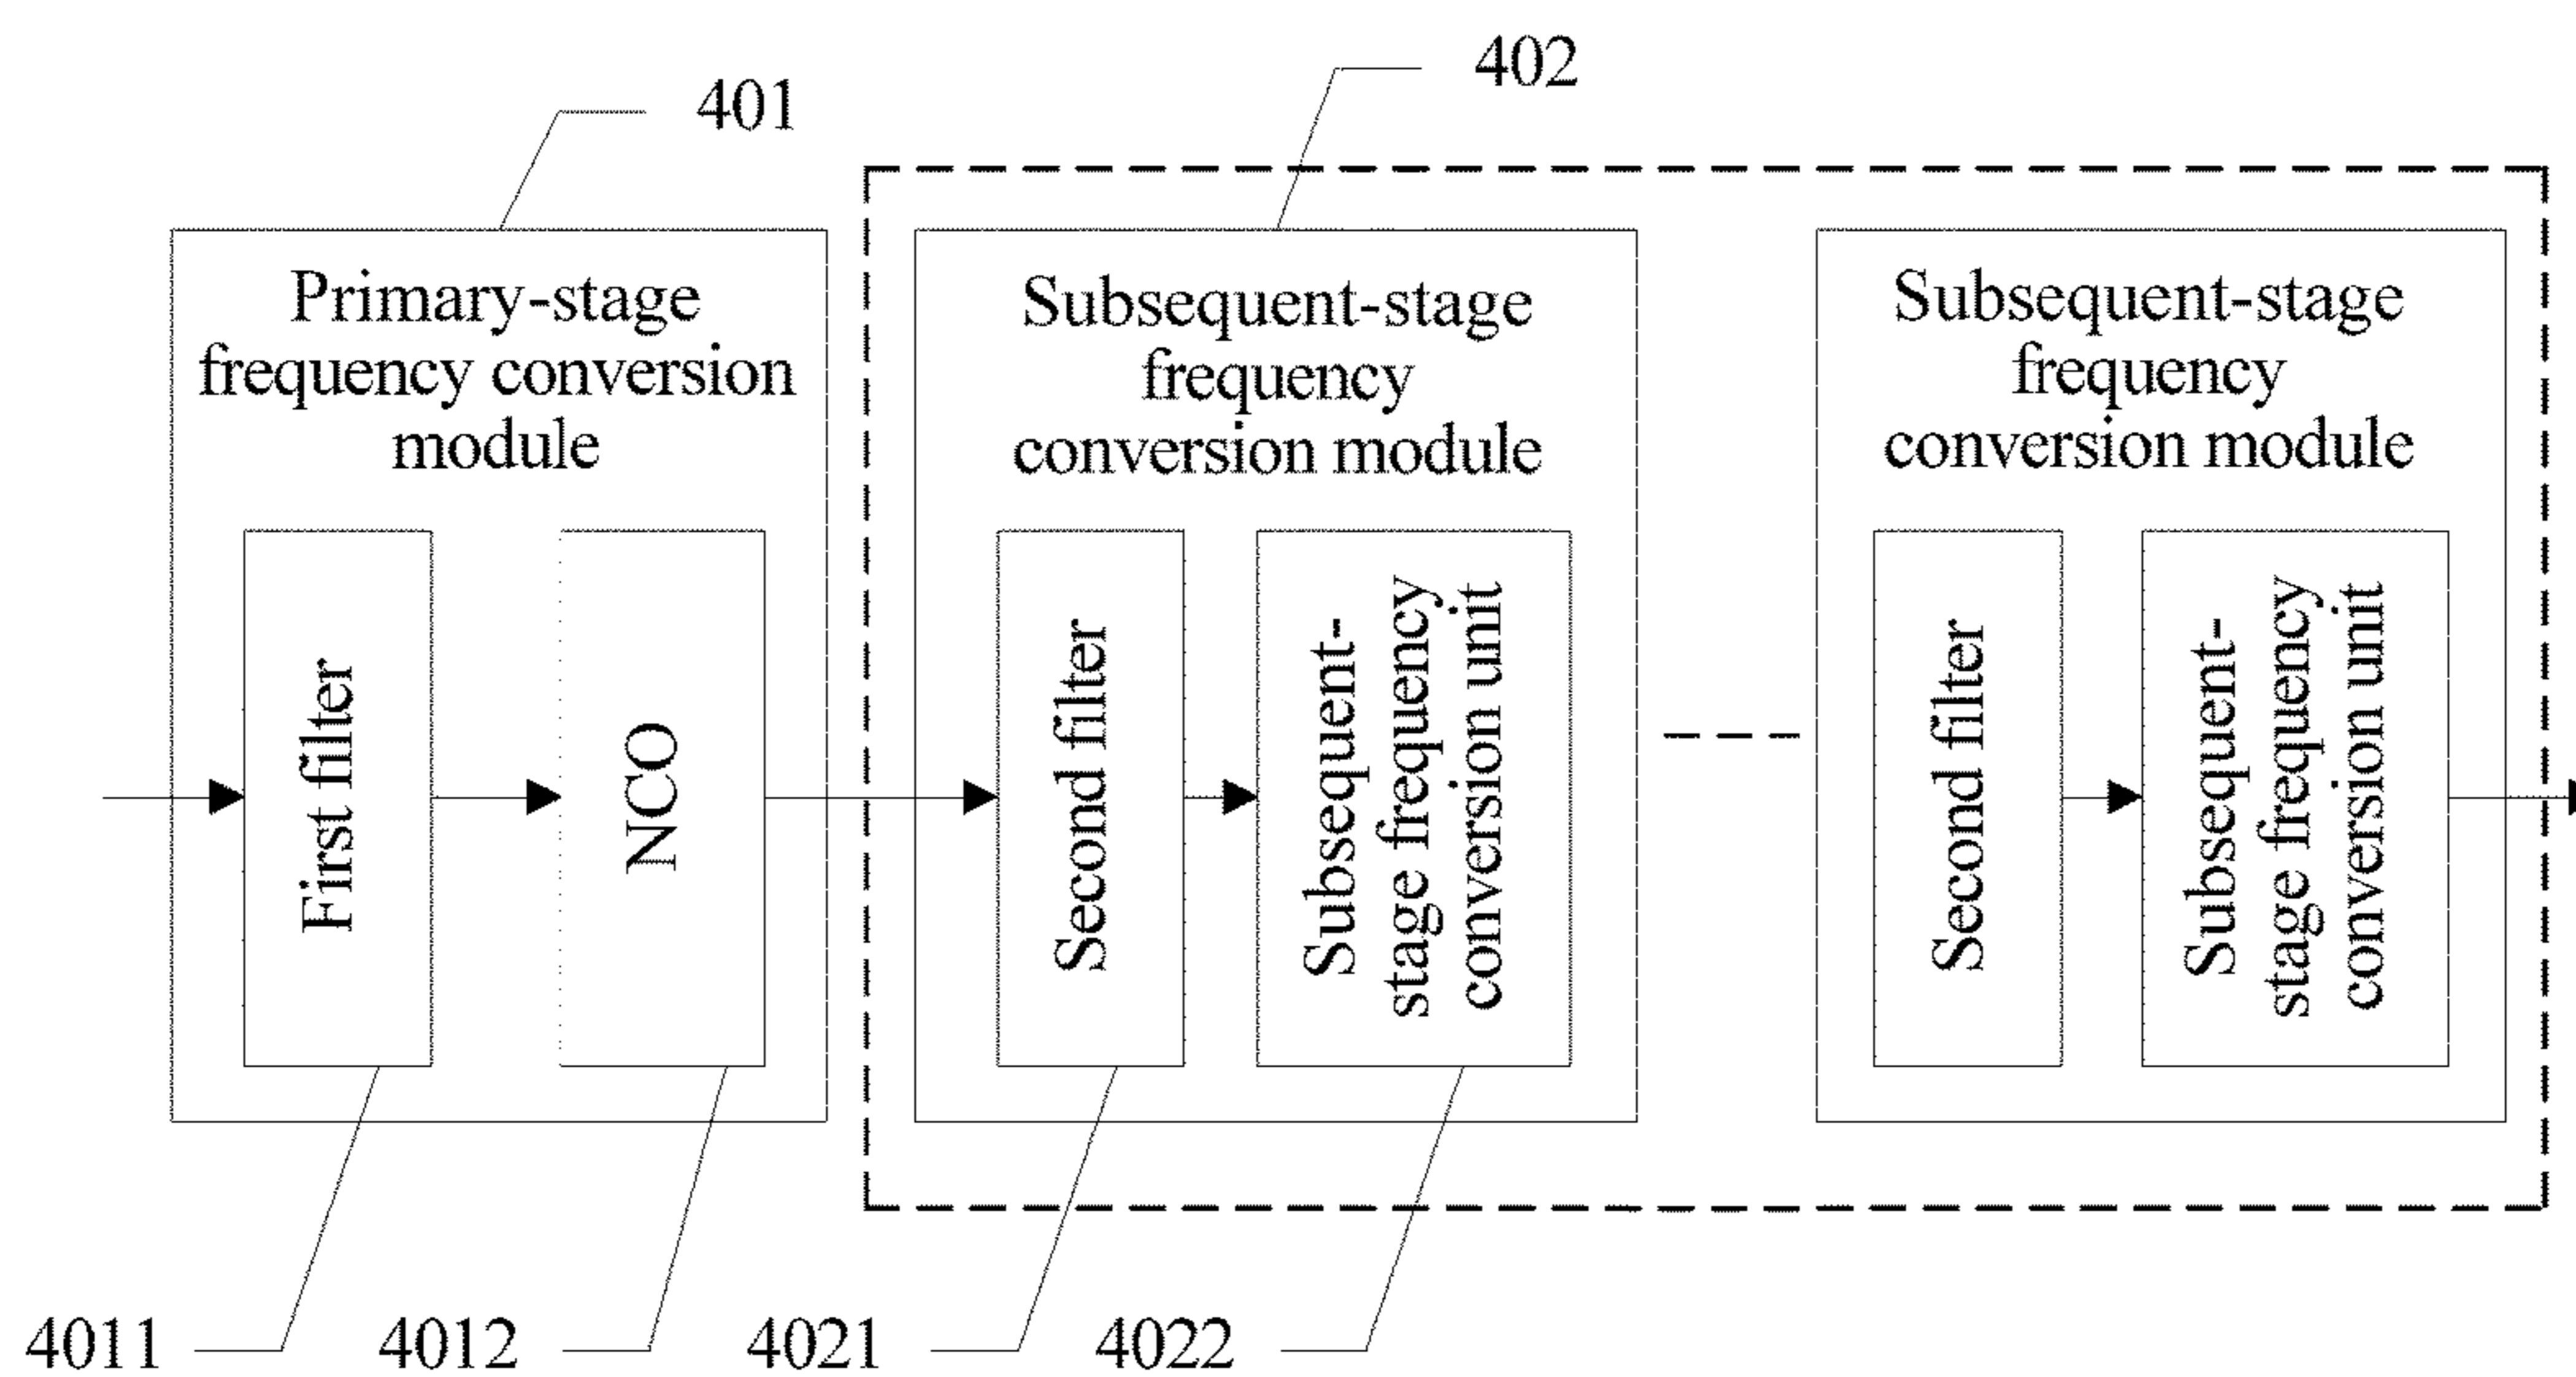 401
402
Primary-stage
frequency conversion
module
Subsequent-stage
frequency
conversion module
Subsequent-stage
frequency
conversion module
First filter
NCO
Second filter
Subsequent-
stage frequency
conversion unit
Second filter
Subsequent-
stage frequency
conversion unit
4011
4012
4021
4022